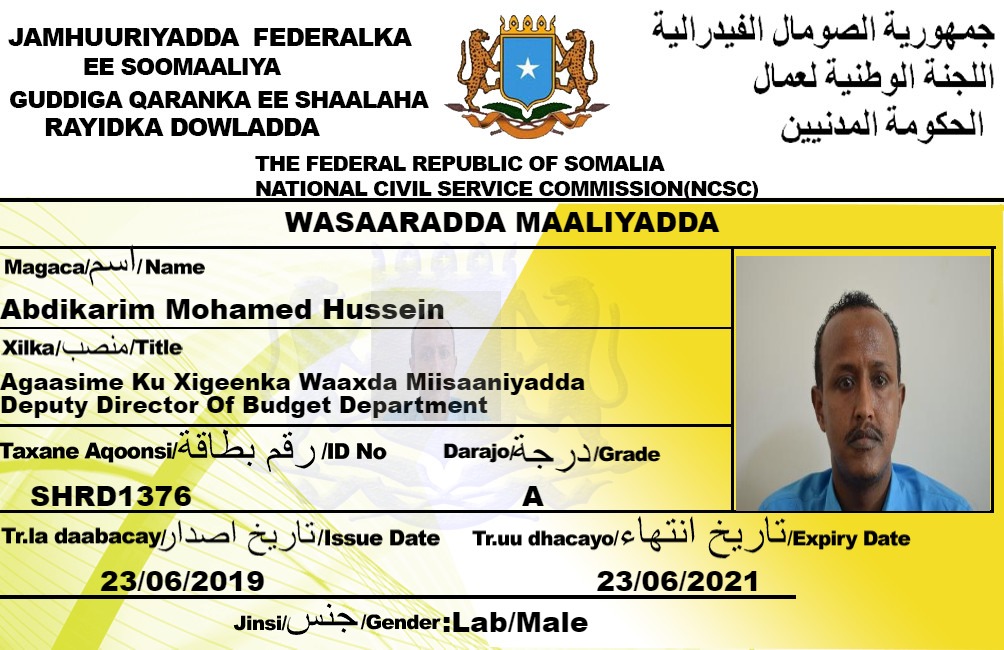 JAMHUURIYADDA FEDERALKA
EE SOOMAALIYA
GUDDIGA QARANKA EE SHAALAHA
RAYIDKA DOWLADDA
جمهورية الصومال الفيدرالية
اللجنة الوطنية لعمال
الحكومة المدنيين
THE FEDERAL REPUBLIC OF SOMALIA
NATIONAL CIVIL SERVICE COMMISSION(NCSC)
WASAARADDA MAALIYADDA
Magaca/اسم/Name
Abdikarim Mohamed Hussein
Xilka/منصب/Title
Agaasime Ku Xigeenka Waaxda Miisaaniyadda
Deputy Director Of Budget Department
Taxane Aqoonsi/رقم بطاقة/ID No Darajo/درجة/Grade
SHRD1376 A
Tr.la daabacay/تاريخ اصدار/Issue Date Tr.uu dhacayo/تاريخ انتهاء/Expiry Date
23/06/2019 23/06/2021
Jinsi/جنس/Gender:Lab/Male